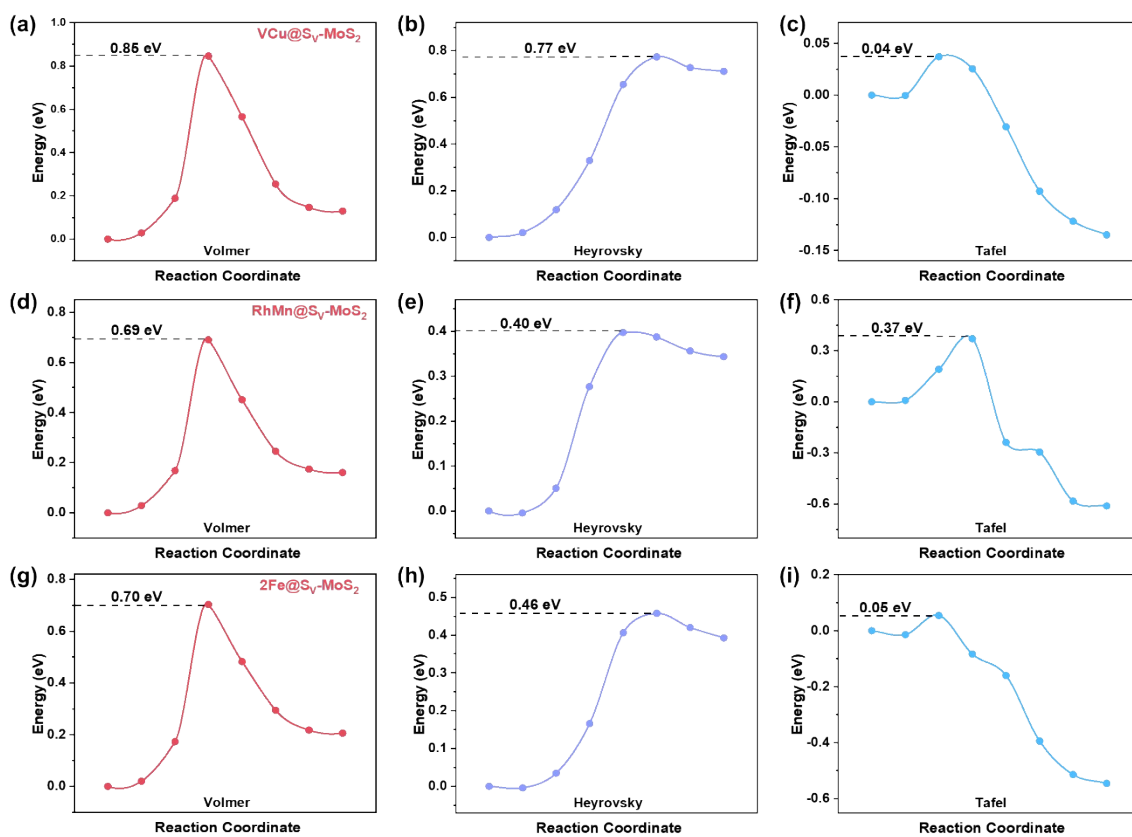 (a)
0.85 eV
VCu@S_V-MoS_2
1.0
0.8
0.6
0.4
0.2
0.0
Energy (eV)
Volmer
Reaction Coordinate
(b)
0.77 eV
0.8
0.6
0.4
0.2
0.0
Energy (eV)
Heyrovsky
Reaction Coordinate
(c)
0.04 eV
0.05
0.00
-0.05
-0.10
-0.15
Energy (eV)
Tafel
Reaction Coordinate
(d)
0.69 eV
RhMn@S_V-MoS_2
0.8
0.6
0.4
0.2
0.0
Energy (eV)
Volmer
Reaction Coordinate
(e)
0.40 eV
0.4
0.3
0.2
0.1
0.0
Energy (eV)
Heyrovsky
Reaction Coordinate
(f)
0.37 eV
0.6
0.3
0.0
-0.3
-0.6
Energy (eV)
Tafel
Reaction Coordinate
(g)
0.70 eV
2Fe@S_V-MoS_2
0.8
0.6
0.4
0.2
0.0
Energy (eV)
Volmer
Reaction Coordinate
(h)
0.46 eV
0.5
0.4
0.3
0.2
0.1
0.0
Energy (eV)
Heyrovsky
Reaction Coordinate
(i)
0.05 eV
0.2
0.0
-0.2
-0.4
-0.6
Energy (eV)
Tafel
Reaction Coordinate